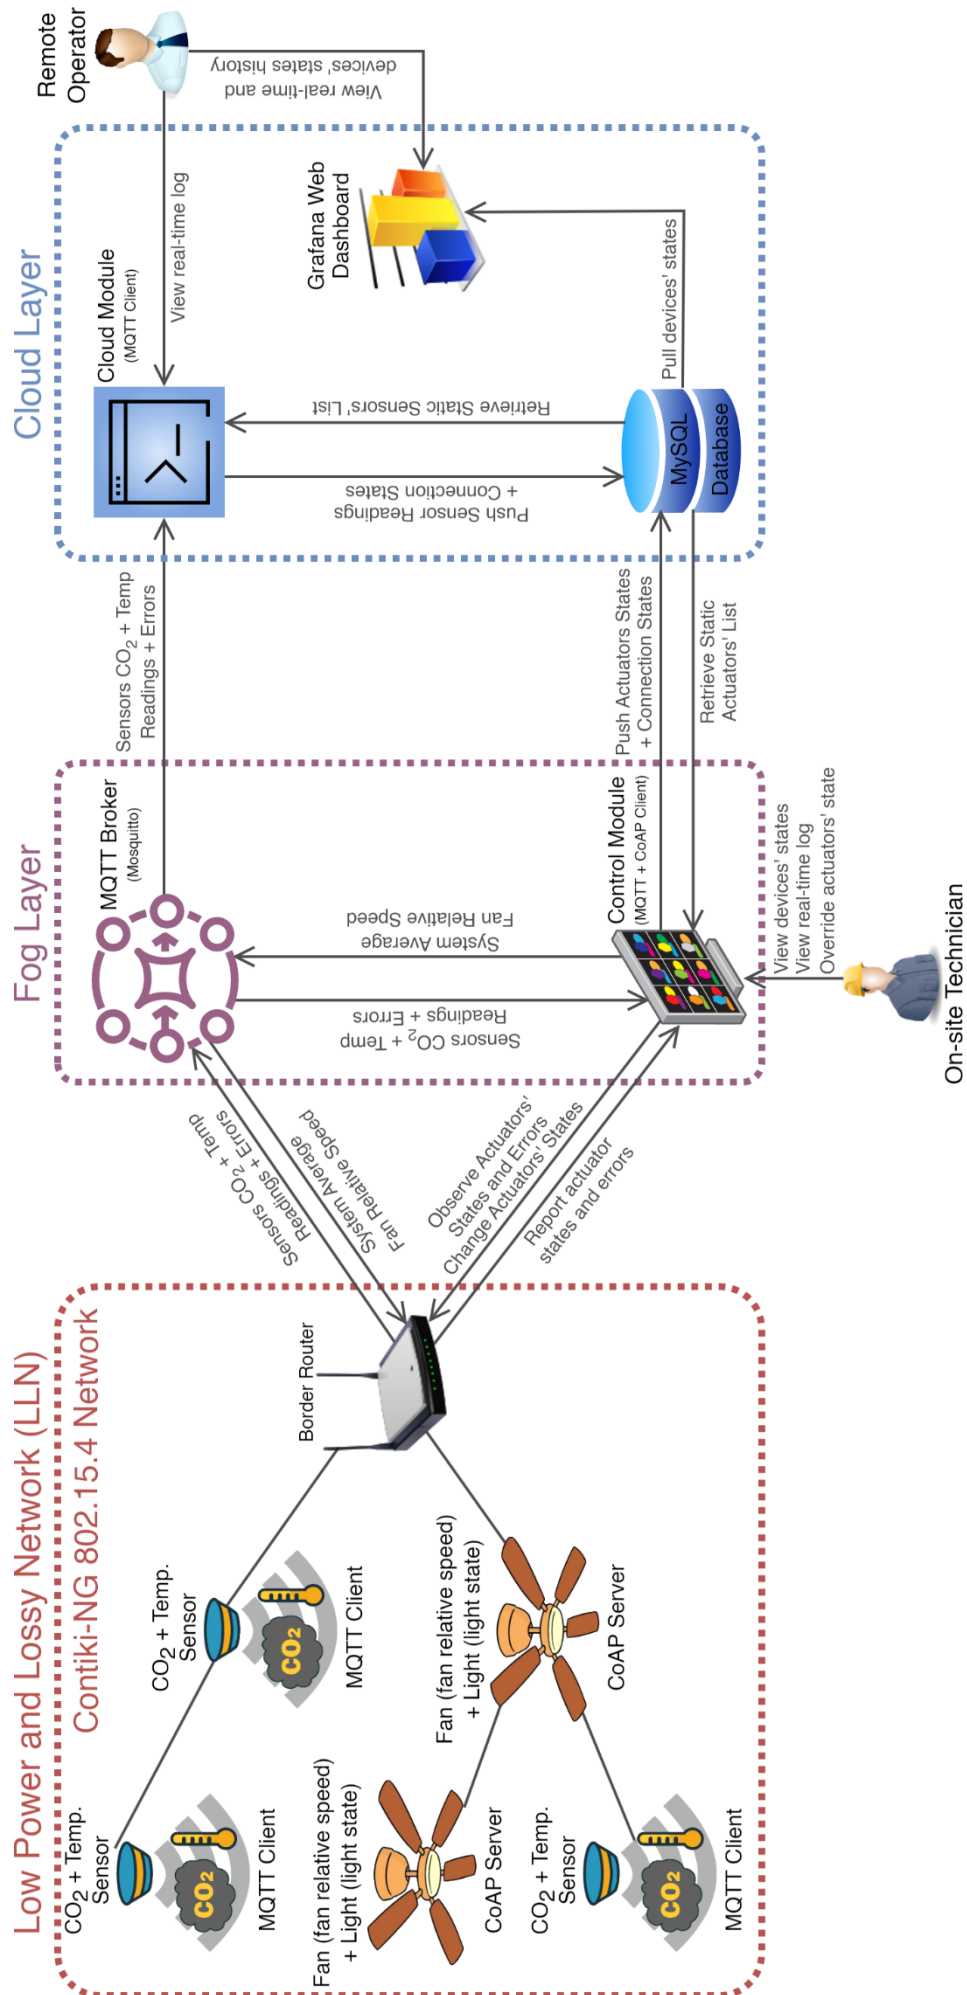 Low Power and Lossy Network (LLN)
Contiki-NG 802.15.4 Network
CO2 + Temp.
Sensor
CO2
MQTT Client
CO2 + Temp.
Sensor
CO2
MQTT Client
Fan (fan relative speed)
+ Light (light state)
CoAP Server
Fan (fan relative speed)
+ Light (light state)
CoAP Server
CO2 + Temp.
Sensor
CO2
MQTT Client
Border Router
Sensors CO2 + Temp
Readings + Errors
System Average
Fan Relative Speed
Observe Actuators'
States and Errors
Change Actuators' States
Report actuator
states and errors
Fog Layer
MQTT Broker
(Mosquitto)
Sensors CO2 + Temp
Readings + Errors
System Average
Fan Relative Speed
Control Module
(MQTT + CoAP Client)
View devices' states
View real-time log
Override actuators' state
On-site Technician
Sensors CO2 + Temp
Readings + Errors
Push Actuators States
+ Connection States
Retrieve Static
Actuators' List
Cloud Layer
Cloud Module
(MQTT Client)
Push Sensor Readings
+ Connection States
Retrieve Static Sensors' List
MySQL
Database
Pull devices' states
Grafana Web
Dashboard
View real-time log
View real-time and
devices' states history
Remote
Operator